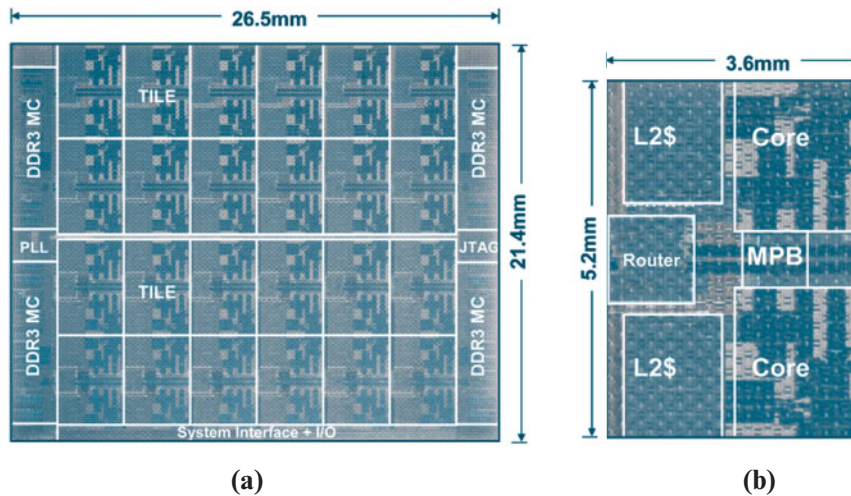 26.5mm
DDR3 MC
TILE
DDR3 MC
PLL
JTAG
21.4mm
DDR3 MC
TILE
DDR3 MC
System Interface + I/O
(a)
3.6mm
L2$
Core
5.2mm
Router
MPB
L2$
Core
(b)